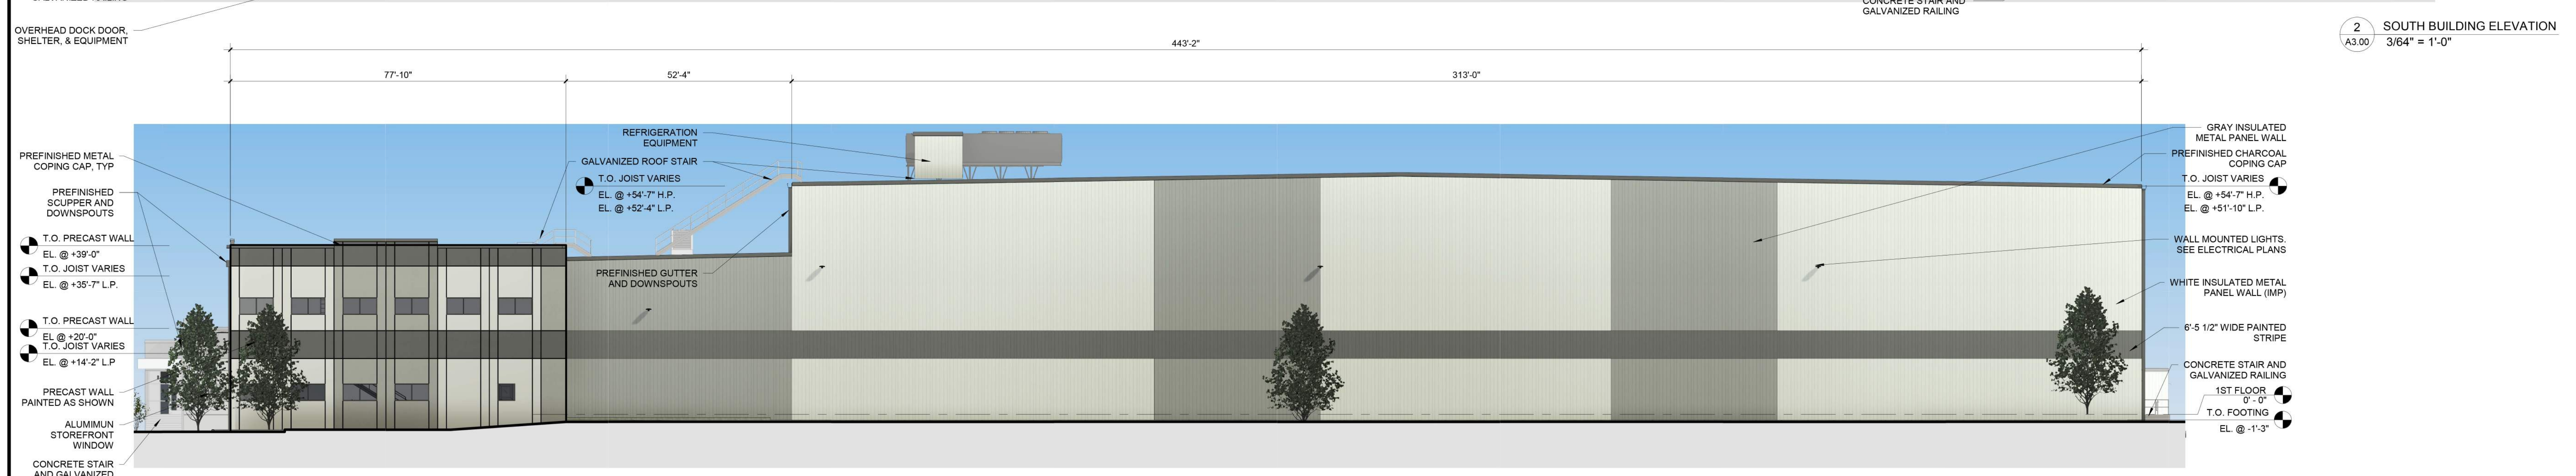 CONCRETE STAIR AND
GALVANIZED RAILING
OVERHEAD DOCK DOOR,
SHELTER, & EQUIPMENT
2
A3.00
SOUTH BUILDING ELEVATION
3/64" = 1'-0"
443'-2"
77'-10"
52'-4"
313'-0"
PREFINISHED METAL
COPING CAP, TYP
PREFINISHED
SCUPPER AND
DOWNSPOUTS
T.O. PRECAST WALL
EL. @ +39'-0"
T.O. JOIST VARIES
EL. @ +35'-7" L.P.
T.O. PRECAST WALL
EL @ +20'-0"
T.O. JOIST VARIES
EL. @ +14'-2" L.P
PRECAST WALL
PAINTED AS SHOWN
ALUMIMUN
STOREFRONT
WINDOW
CONCRETE STAIR
AND GALVANIZED
REFRIGERATION
EQUIPMENT
GALVANIZED ROOF STAIR
T.O. JOIST VARIES
EL. @ +54'-7" H.P.
EL. @ +52'-4" L.P.
PREFINISHED GUTTER
AND DOWNSPOUTS
GRAY INSULATED
METAL PANEL WALL
PREFINISHED CHARCOAL
COPING CAP
T.O. JOIST VARIES
EL. @ +54'-7" H.P.
EL. @ +51'-10" L.P.
WALL MOUNTED LIGHTS.
SEE ELECTRICAL PLANS
WHITE INSULATED METAL
PANEL WALL (IMP)
6'-5 1/2" WIDE PAINTED
STRIPE
CONCRETE STAIR AND
GALVANIZED RAILING
1ST FLOOR
0' - 0"
T.O. FOOTING
EL. @ -1'-3"